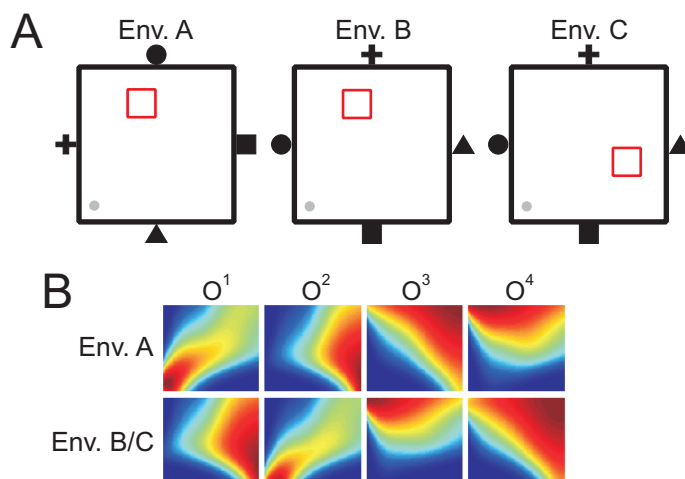 A
Env. A
Env. B
Env. C
B
O¹ O² O³ O⁴
Env. A
Env. B/C